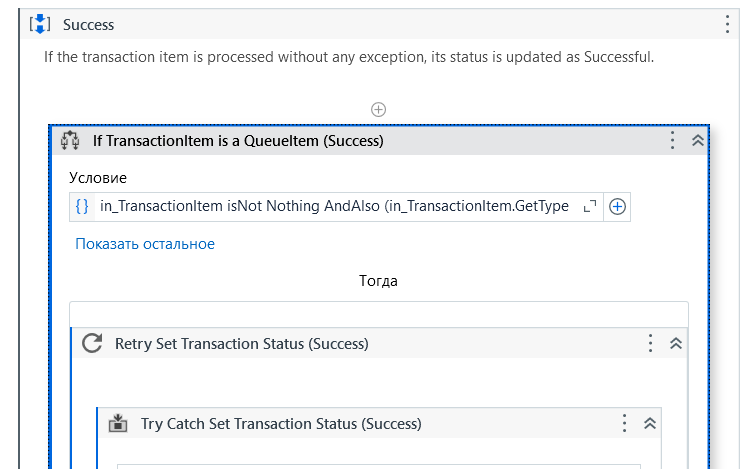 Success
If the transaction item is processed without any exception, its status is updated as Successful.
If TransactionItem is a QueueItem (Success)
Условие
{} in_TransactionItem isNot Nothing AndAlso (in_TransactionItem.GetType
Показать остальное
Тогда
Retry Set Transaction Status (Success)
Try Catch Set Transaction Status (Success)